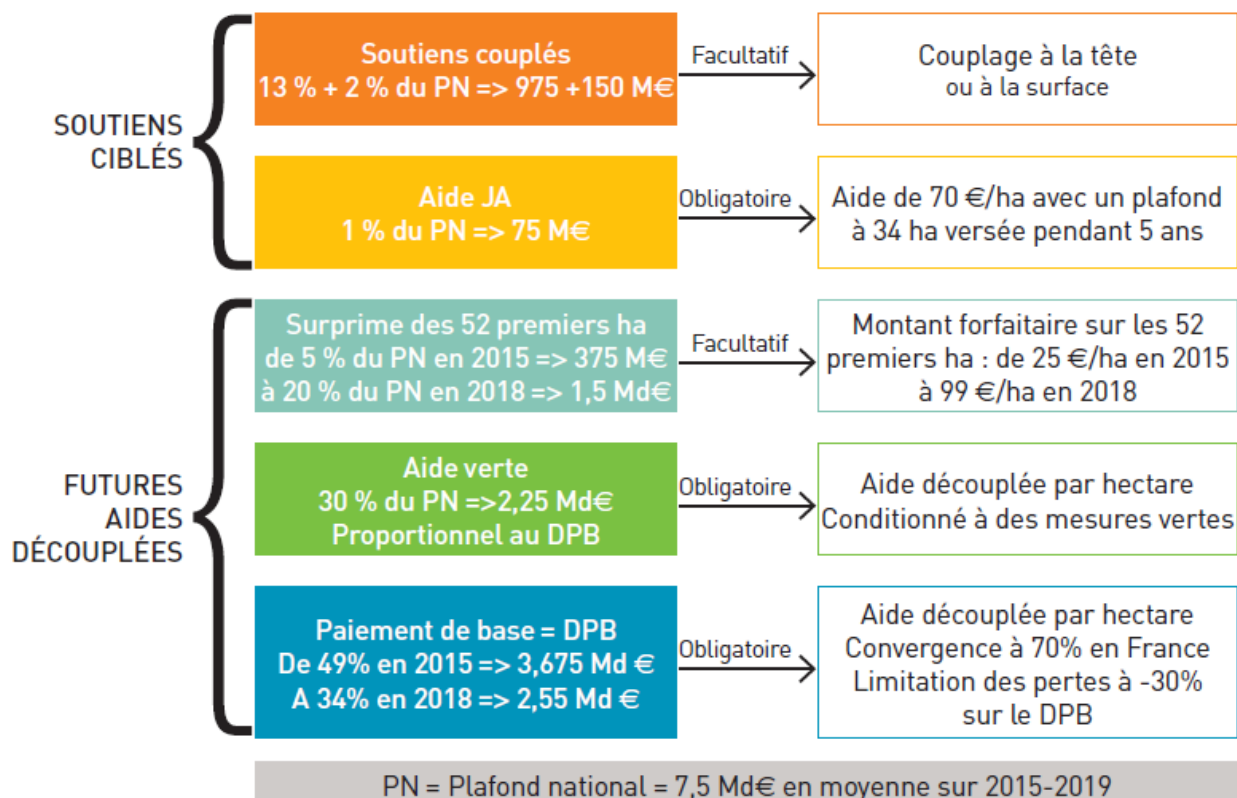 SOUTIENS
CIBLÉS
Soutiens couplés
13 % + 2 % du PN => 975 +150 M€
Facultatif
Couplage à la tête
ou à la surface
Aide JA
1 % du PN => 75 M€
Obligatoire
Aide de 70 €/ha avec un plafond
à 34 ha versée pendant 5 ans
FUTURES
AIDES
DÉCOUPLÉES
Surprime des 52 premiers ha
de 5 % du PN en 2015 => 375 M€
à 20 % du PN en 2018 => 1,5 Md€
Facultatif
Montant forfaitaire sur les 52
premiers ha : de 25 €/ha en 2015
à 99 €/ha en 2018
Aide verte
30 % du PN =>2,25 Md€
Proportionnel au DPB
Obligatoire
Aide découplée par hectare
Conditionné à des mesures vertes
Paiement de base = DPB
De 49% en 2015 => 3,675 Md €
A 34% en 2018 => 2,55 Md €
Obligatoire
Aide découplée par hectare
Convergence à 70% en France
Limitation des pertes à -30%
sur le DPB
PN = Plafond national = 7,5 Md€ en moyenne sur 2015-2019